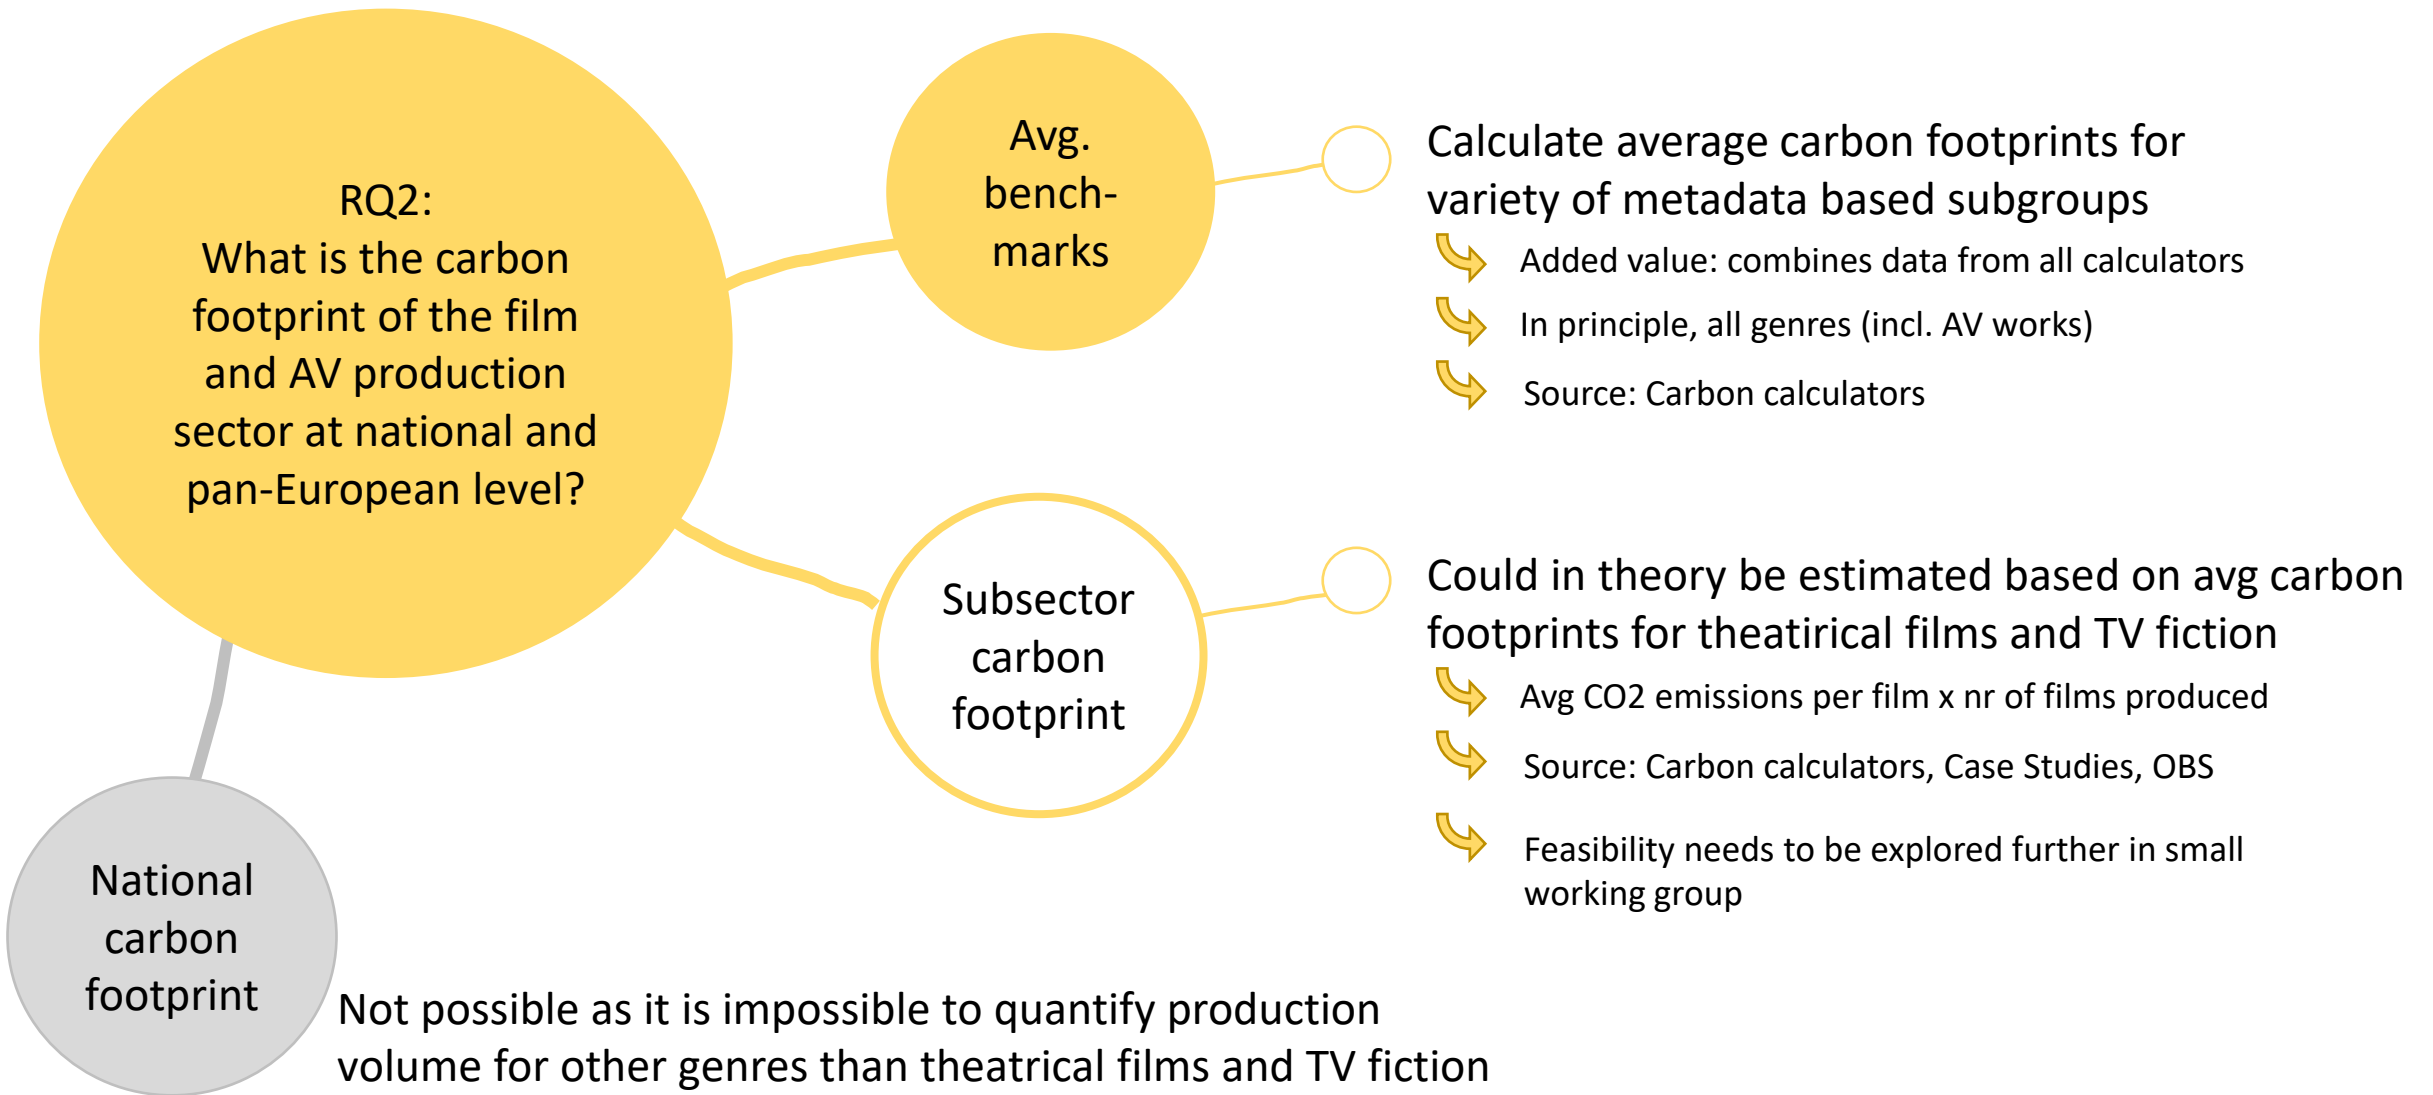 RQ2:
What is the carbon
footprint of the film
and AV production
sector at national and
pan-European level?
Avg.
bench-
marks
Calculate average carbon footprints for
variety of metadata based subgroups
Added value: combines data from all calculators
In principle, all genres (incl. AV works)
Source: Carbon calculators
Subsector
carbon
footprint
Could in theory be estimated based on avg carbon
footprints for theatirical films and TV fiction
Avg CO2 emissions per film x nr of films produced
Source: Carbon calculators, Case Studies, OBS
Feasibility needs to be explored further in small
working group
National
carbon
footprint
Not possible as it is impossible to quantify production
volume for other genres than theatrical films and TV fiction